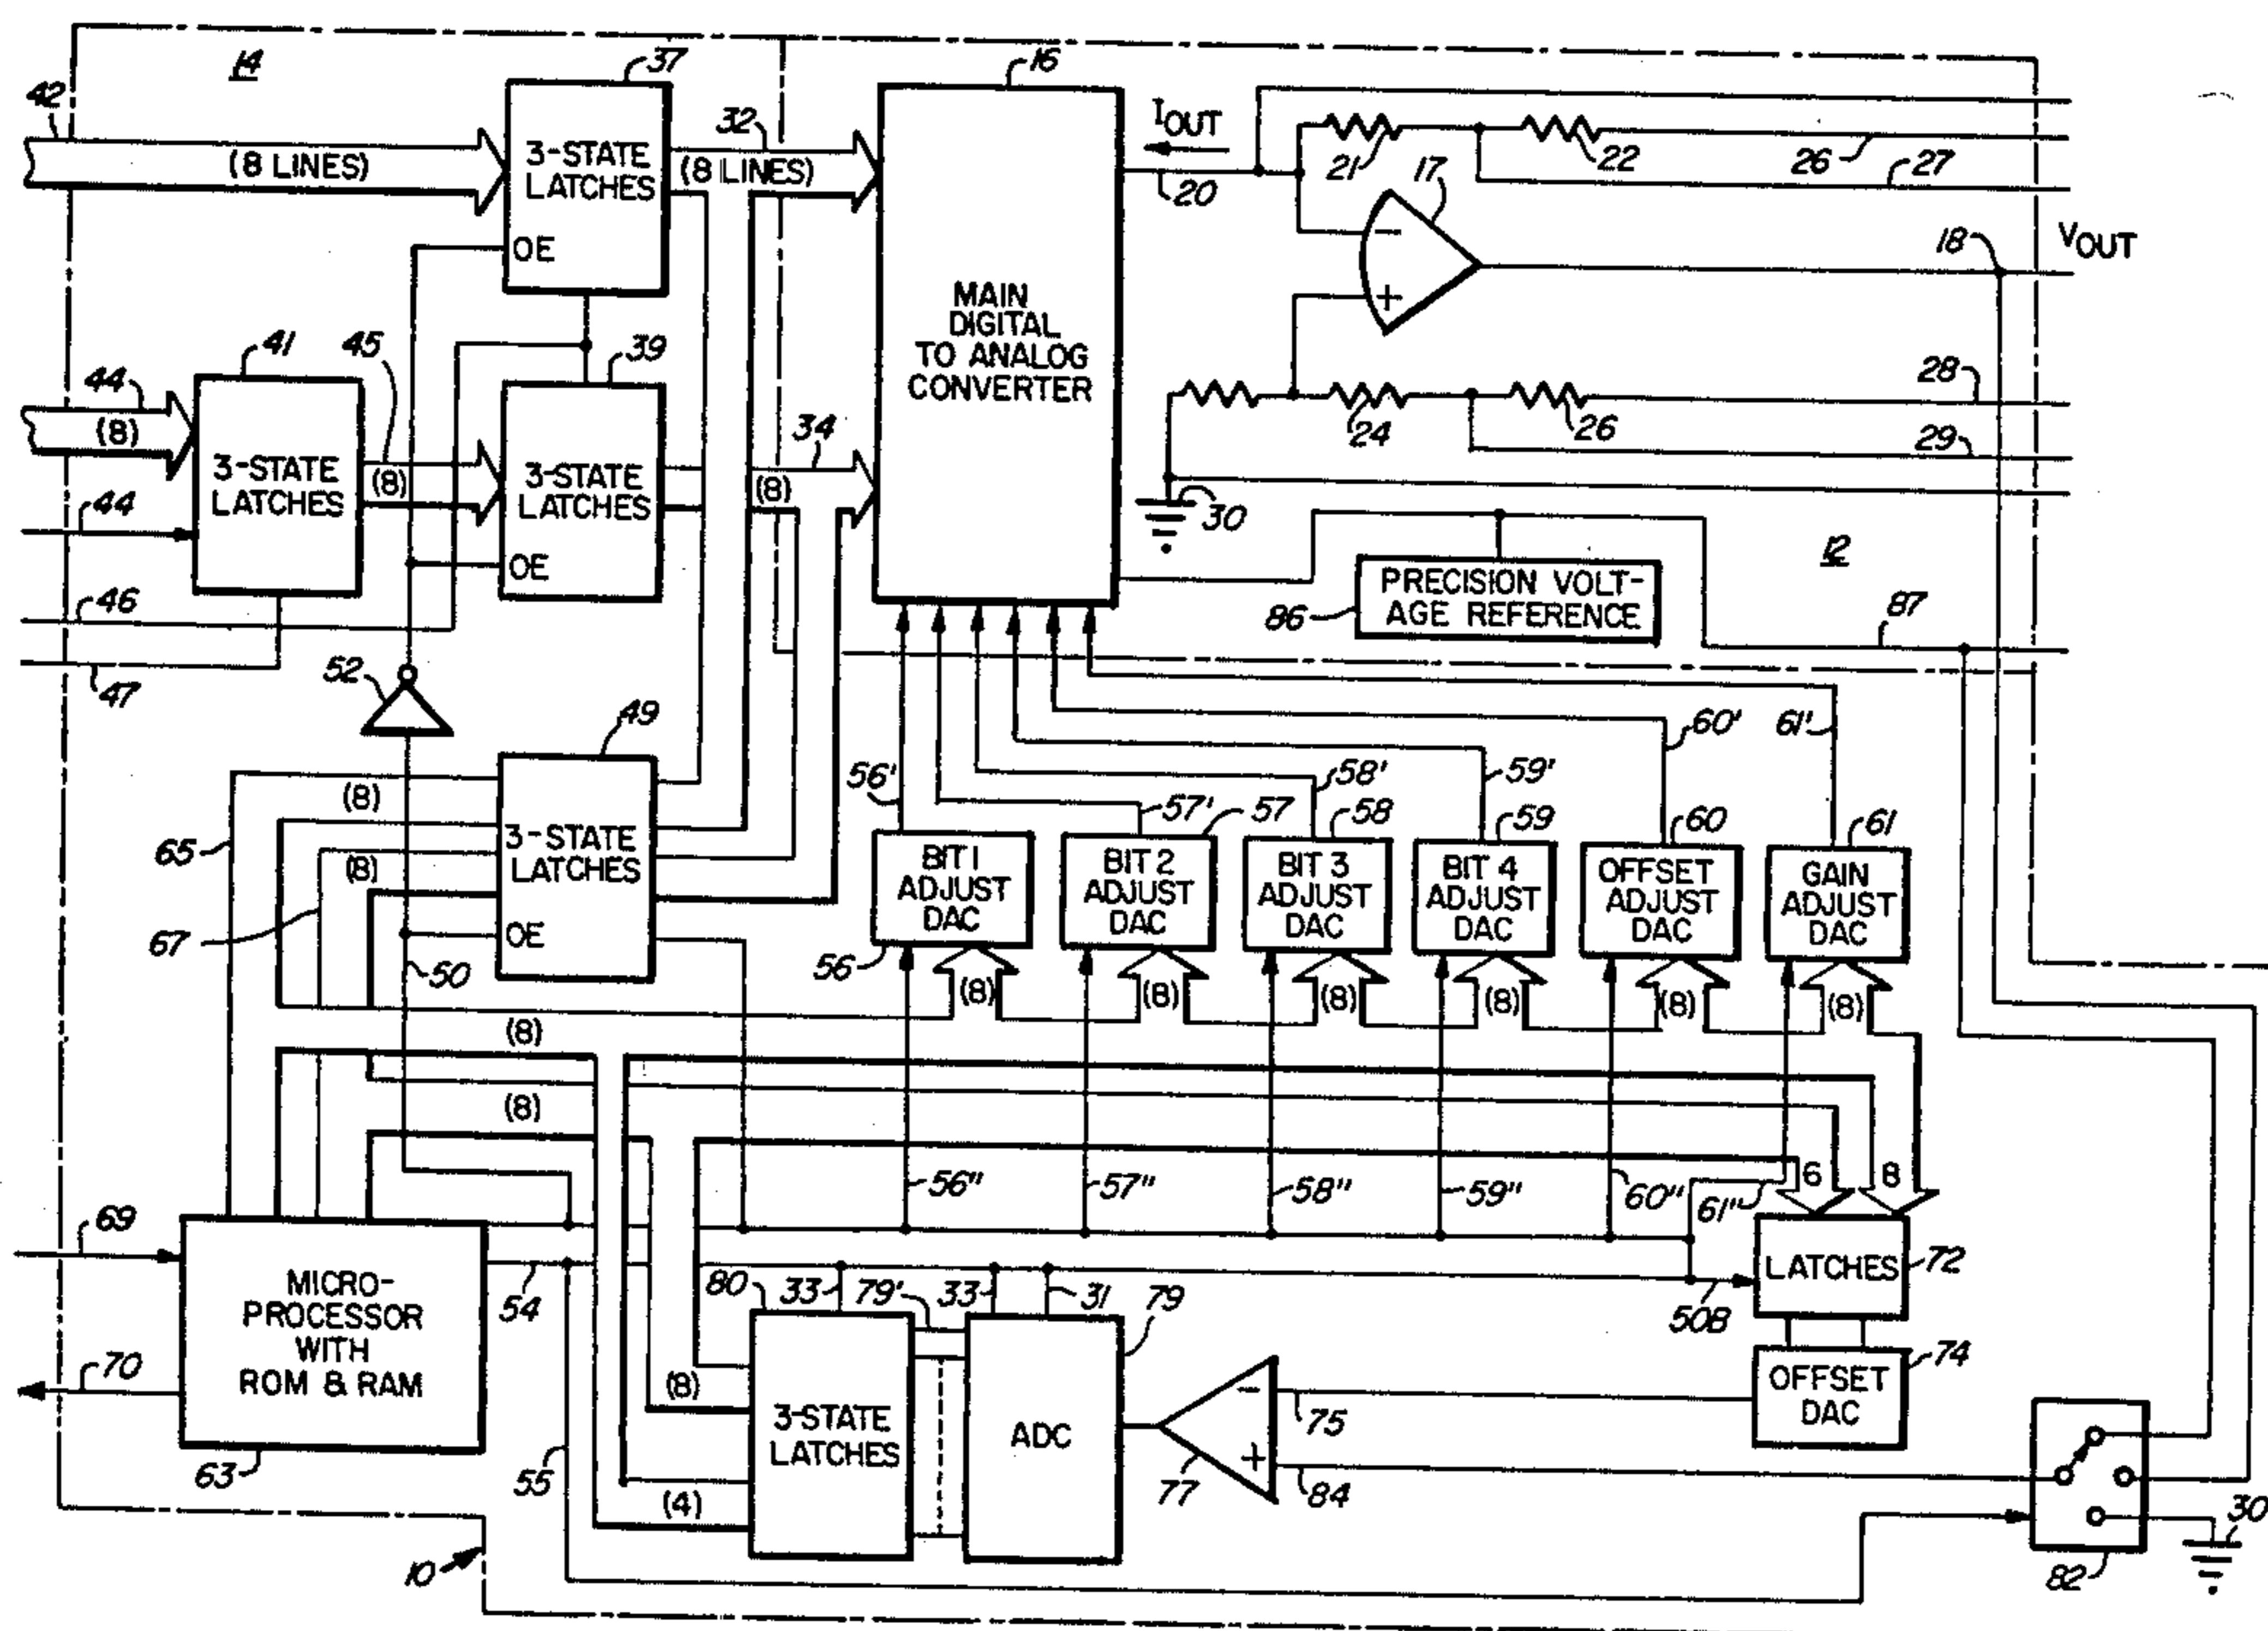 14
42
(8 LINES)
37
3-STATE
LATCHES
OE
32
(8 LINES)
16
MAIN
DIGITAL
TO ANALOG
CONVERTER
IOUT
20
21
22
26
27
17
−
+
18
VOUT
41
44
(8)
3-STATE
LATCHES
45
(8)
39
3-STATE
LATCHES
OE
34
(8)
24
26
28
29
30
44
46
47
52
12
86
PRECISION VOLT-
AGE REFERENCE
87
49
3-STATE
LATCHES
OE
65
(8)
(8)
67
50
56'
57'
58'
59'
60'
61'
56
BIT 1
ADJUST
DAC
57
BIT 2
ADJUST
DAC
58
BIT 3
ADJUST
DAC
59
BIT 4
ADJUST
DAC
60
OFFSET
ADJUST
DAC
61
GAIN
ADJUST
DAC
(8)
(8)
(8)
(8)
(8)
(8)
(8)
(8)
56"
57"
58"
59"
60"
61"
6
8
69
70
MICRO-
PROCESSOR
WITH
ROM & RAM
63
54
55
80
33
79'
33
31
79
(8)
(4)
3-STATE
LATCHES
ADC
77
−
+
75
84
50B
LATCHES
72
OFFSET
DAC
74
82
30
10